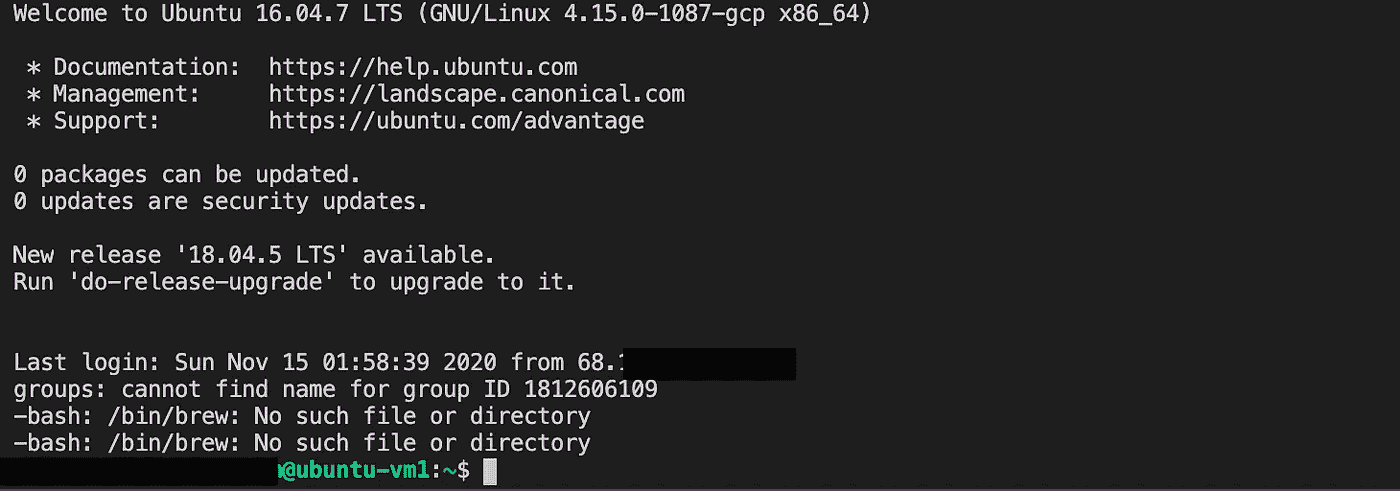 Welcome to Ubuntu 16.04.7 LTS (GNU/Linux 4.15.0-1087-gcp x86_64)
* Documentation:  https://help.ubuntu.com
* Management:     https://landscape.canonical.com
* Support:        https://ubuntu.com/advantage
0 packages can be updated.
0 updates are security updates.
New release '18.04.5 LTS' available.
Run 'do-release-upgrade' to upgrade to it.
Last login: Sun Nov 15 01:58:39 2020 from 68.
groups: cannot find name for group ID 1812606109
-bash: /bin/brew: No such file or directory
-bash: /bin/brew: No such file or directory
@ubuntu-vm1:~$